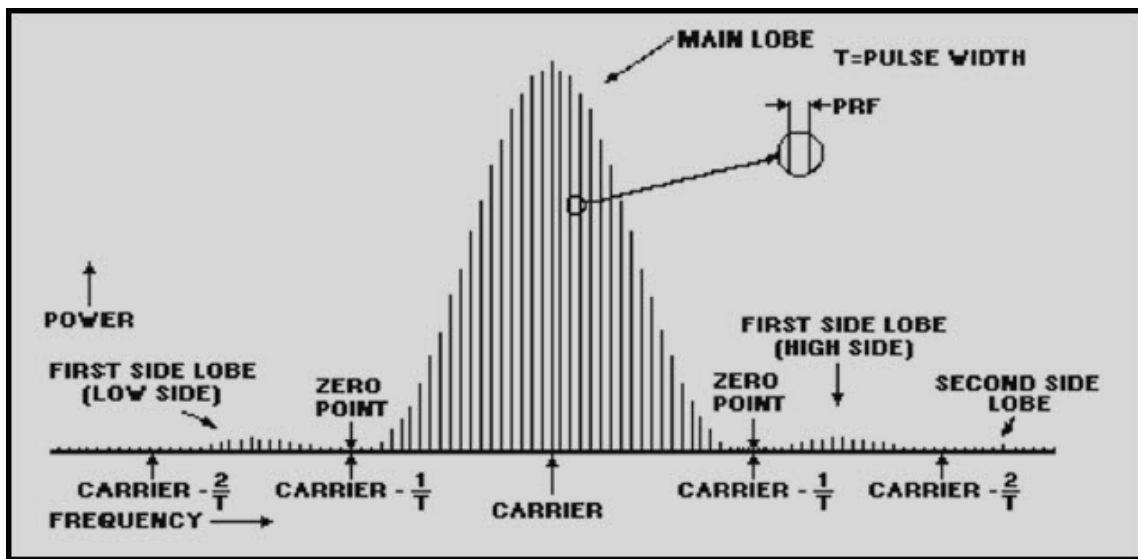 MAIN LOBE
T=PULSE WIDTH
PRF
POWER
FIRST SIDE LOBE
(LOW SIDE)
ZERO
POINT
FIRST SIDE LOBE
(HIGH SIDE)
ZERO
POINT
SECOND SIDE
LOBE
CARRIER - 2/T
CARRIER - 1/T
CARRIER
CARRIER - 1/T
CARRIER - 2/T
FREQUENCY